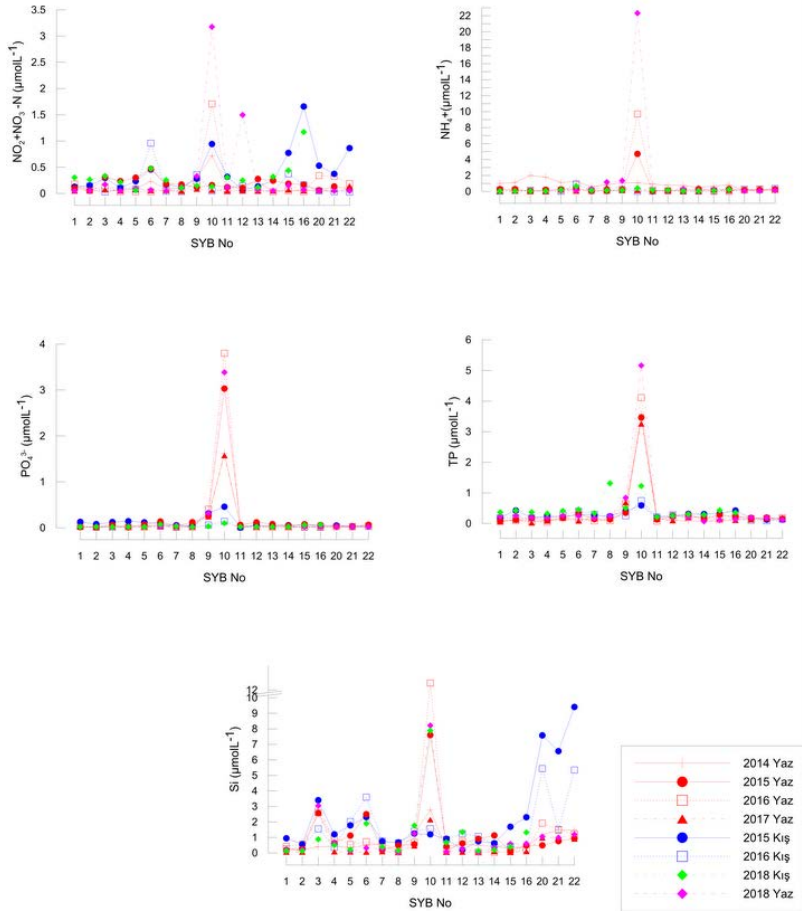 NO₂+NO₃ -N (µmolL⁻¹)
3.5
3
2.5
2
1.5
1
0.5
0
1 2 3 4 5 6 7 8 9 10 11 12 13 14 15 16 20 21 22
SYB No
NH₄+(µmolL⁻¹)
22
20
18
16
14
12
10
8
6
4
2
0
1 2 3 4 5 6 7 8 9 10 11 12 13 14 15 16 20 21 22
SYB No
PO₄³⁻ (µmolL⁻¹)
4
3
2
1
0
1 2 3 4 5 6 7 8 9 10 11 12 13 14 15 16 20 21 22
SYB No
TP (µmolL⁻¹)
6
5
4
3
2
1
0
1 2 3 4 5 6 7 8 9 10 11 12 13 14 15 16 20 21 22
SYB No
Si (µmolL⁻¹)
12
10
9
8
7
6
5
4
3
2
1
0
1 2 3 4 5 6 7 8 9 10 11 12 13 14 15 16 20 21 22
SYB No
2014 Yaz
2015 Yaz
2016 Yaz
2017 Yaz
2015 Kış
2016 Kış
2018 Kış
2018 Yaz